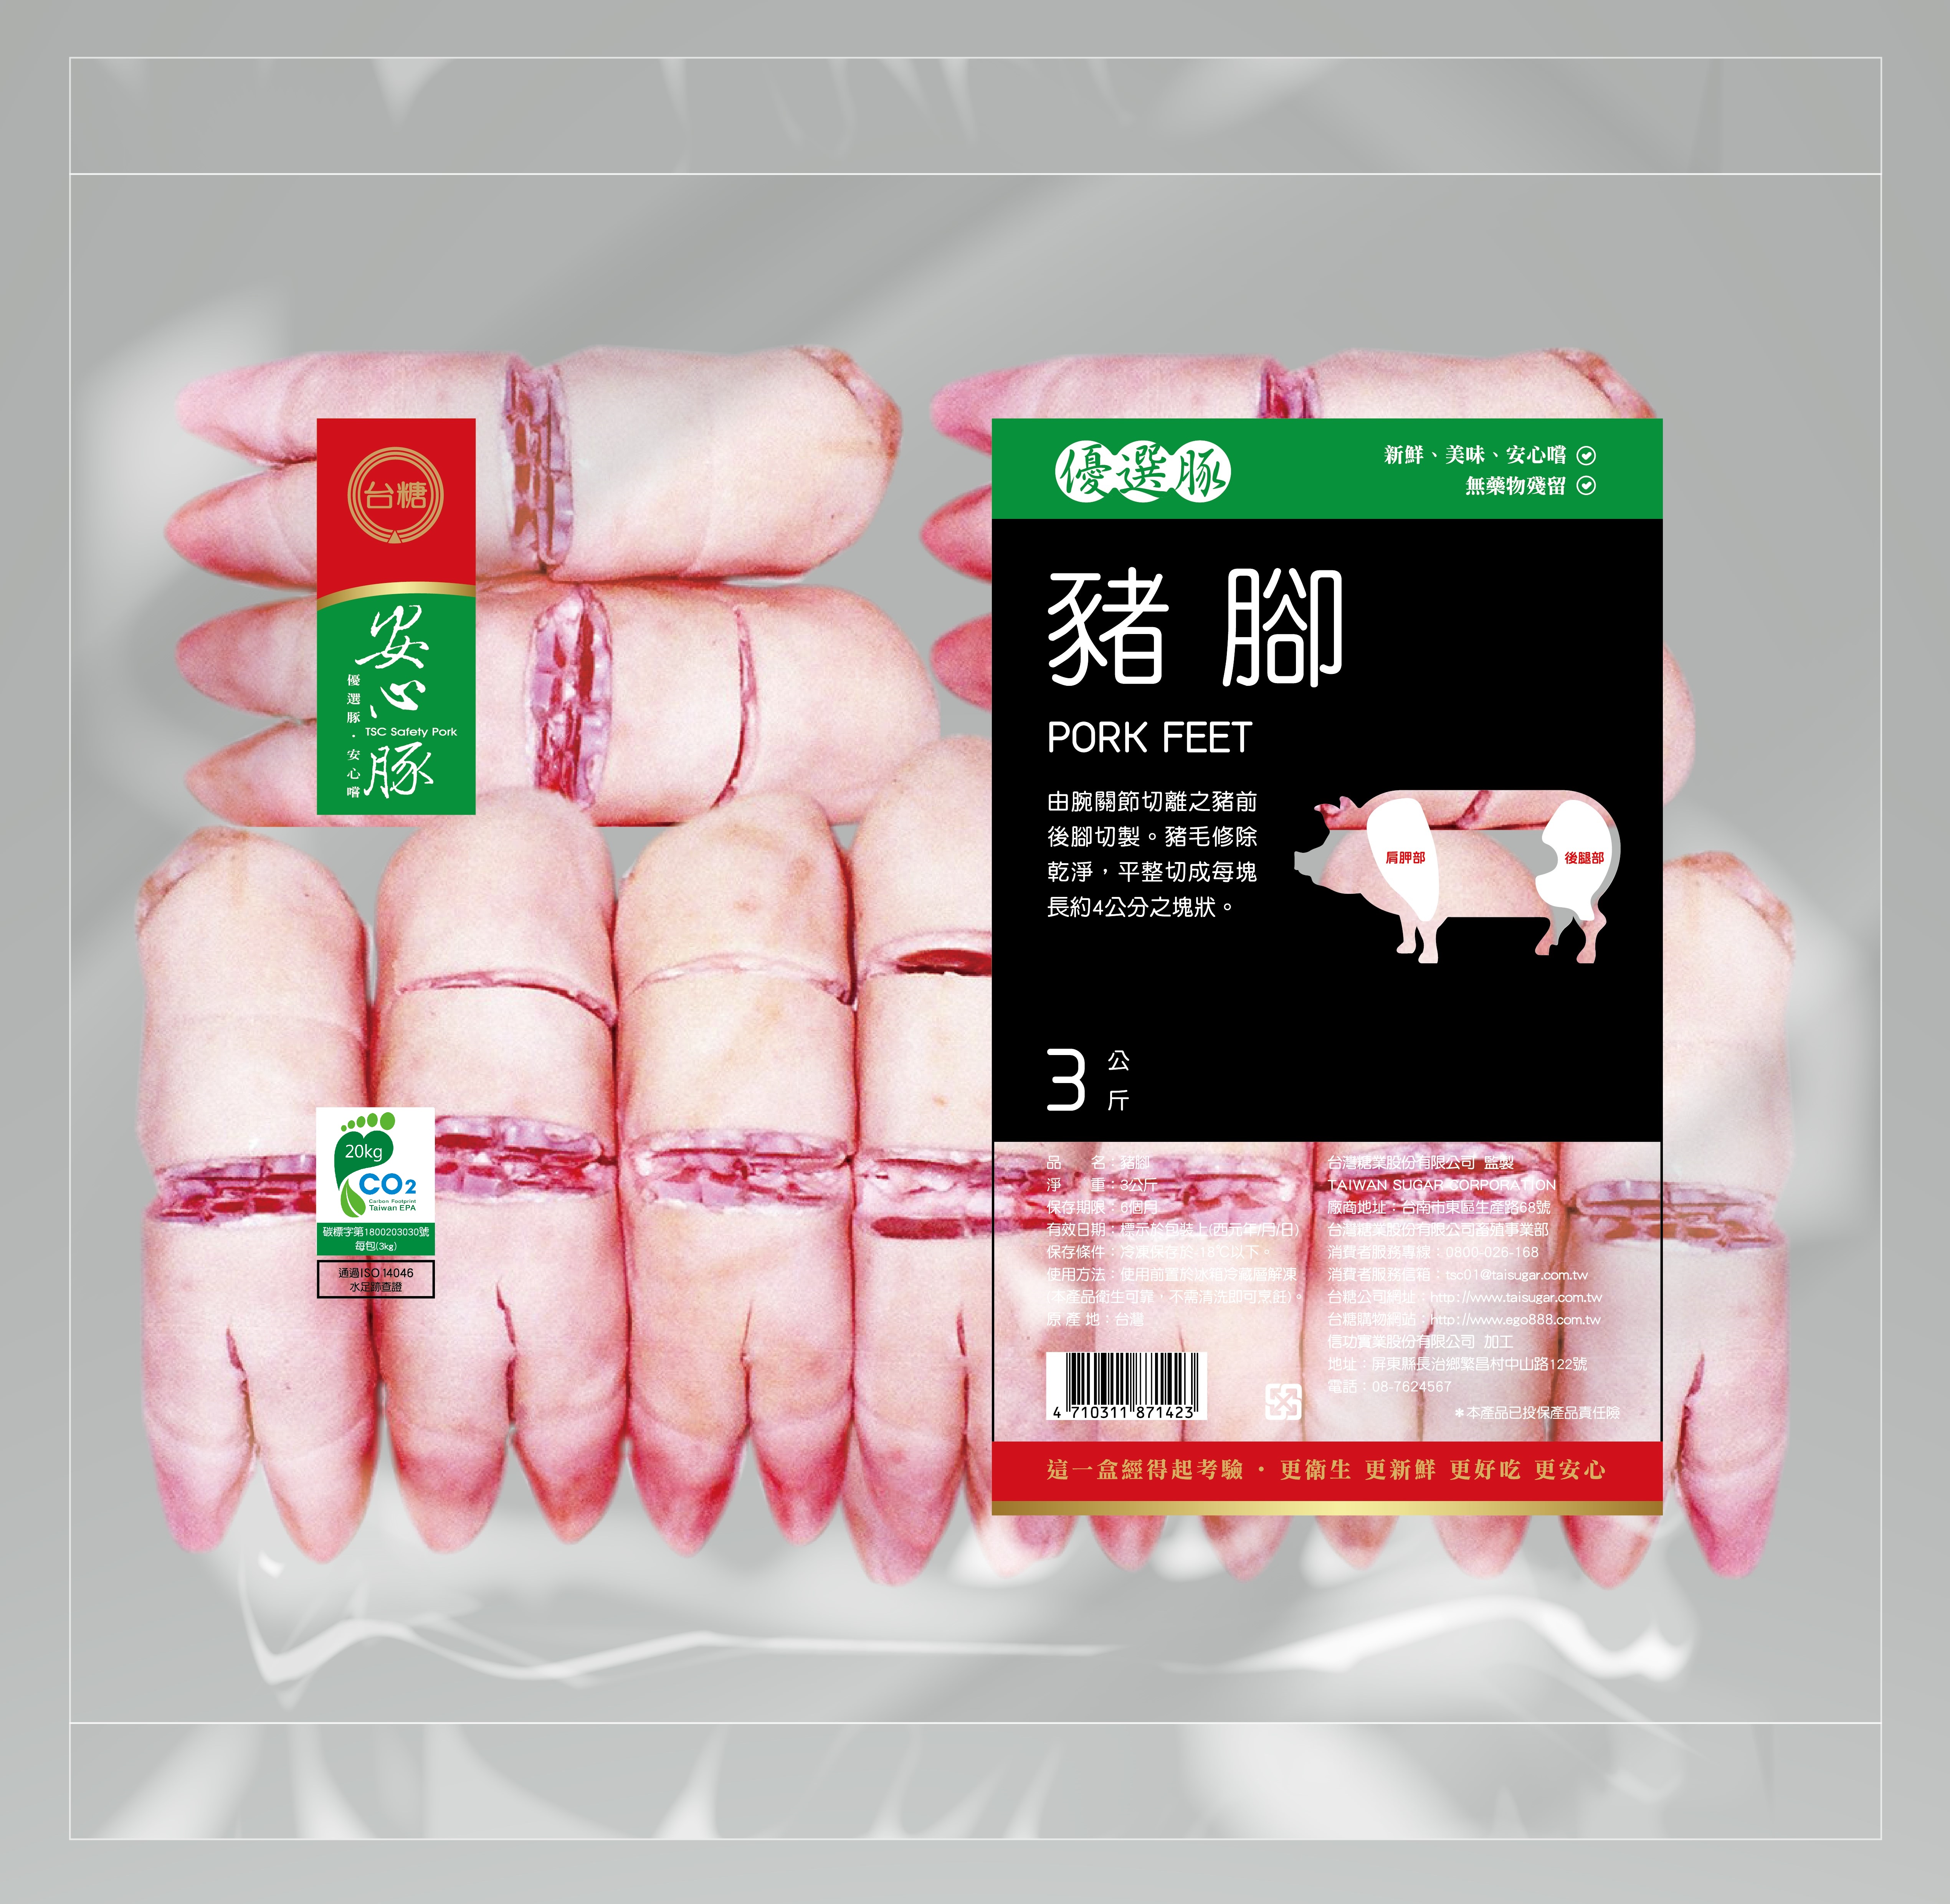 台糖
安心豚
TSC Safety Pork
優選豚・安心嚐
優選豚
新鮮、美味、安心嚐
無藥物殘留
豬腳
PORK FEET
由腕關節切離之豬前
後腳切製。豬毛修除
乾淨，平整切成每塊
長約4公分之塊狀。
肩胛部
後腿部
3公斤
20kg
CO2
Carbon Footprint
Taiwan EPA
碳標字第1800203030號
每包(3kg)
通過ISO 14046
水足跡查證
品　　名：豬腳
淨　　重：3公斤
保存期限：6個月
有效日期：標示於包裝上(西元年/月/日)
保存條件：冷凍保存於-18℃以下。
使用方法：使用前置於冰箱冷藏層解凍
(本產品衛生可靠，不需清洗即可烹飪)。
原 產 地：台灣
4 710311 871423
台灣糖業股份有限公司 監製
TAIWAN SUGAR CORPORATION
廠商地址：台南市東區生產路68號
台灣糖業股份有限公司畜殖事業部
消費者服務專線：0800-026-168
消費者服務信箱：tsc01@taisugar.com.tw
台糖公司網址：http://www.taisugar.com.tw
台糖購物網站：http://www.ego888.com.tw
信功實業股份有限公司 加工
地址：屏東縣長治鄉繁昌村中山路122號
電話：08-7624567
＊本產品已投保產品責任險
這一盒經得起考驗・更衛生 更新鮮 更好吃 更安心